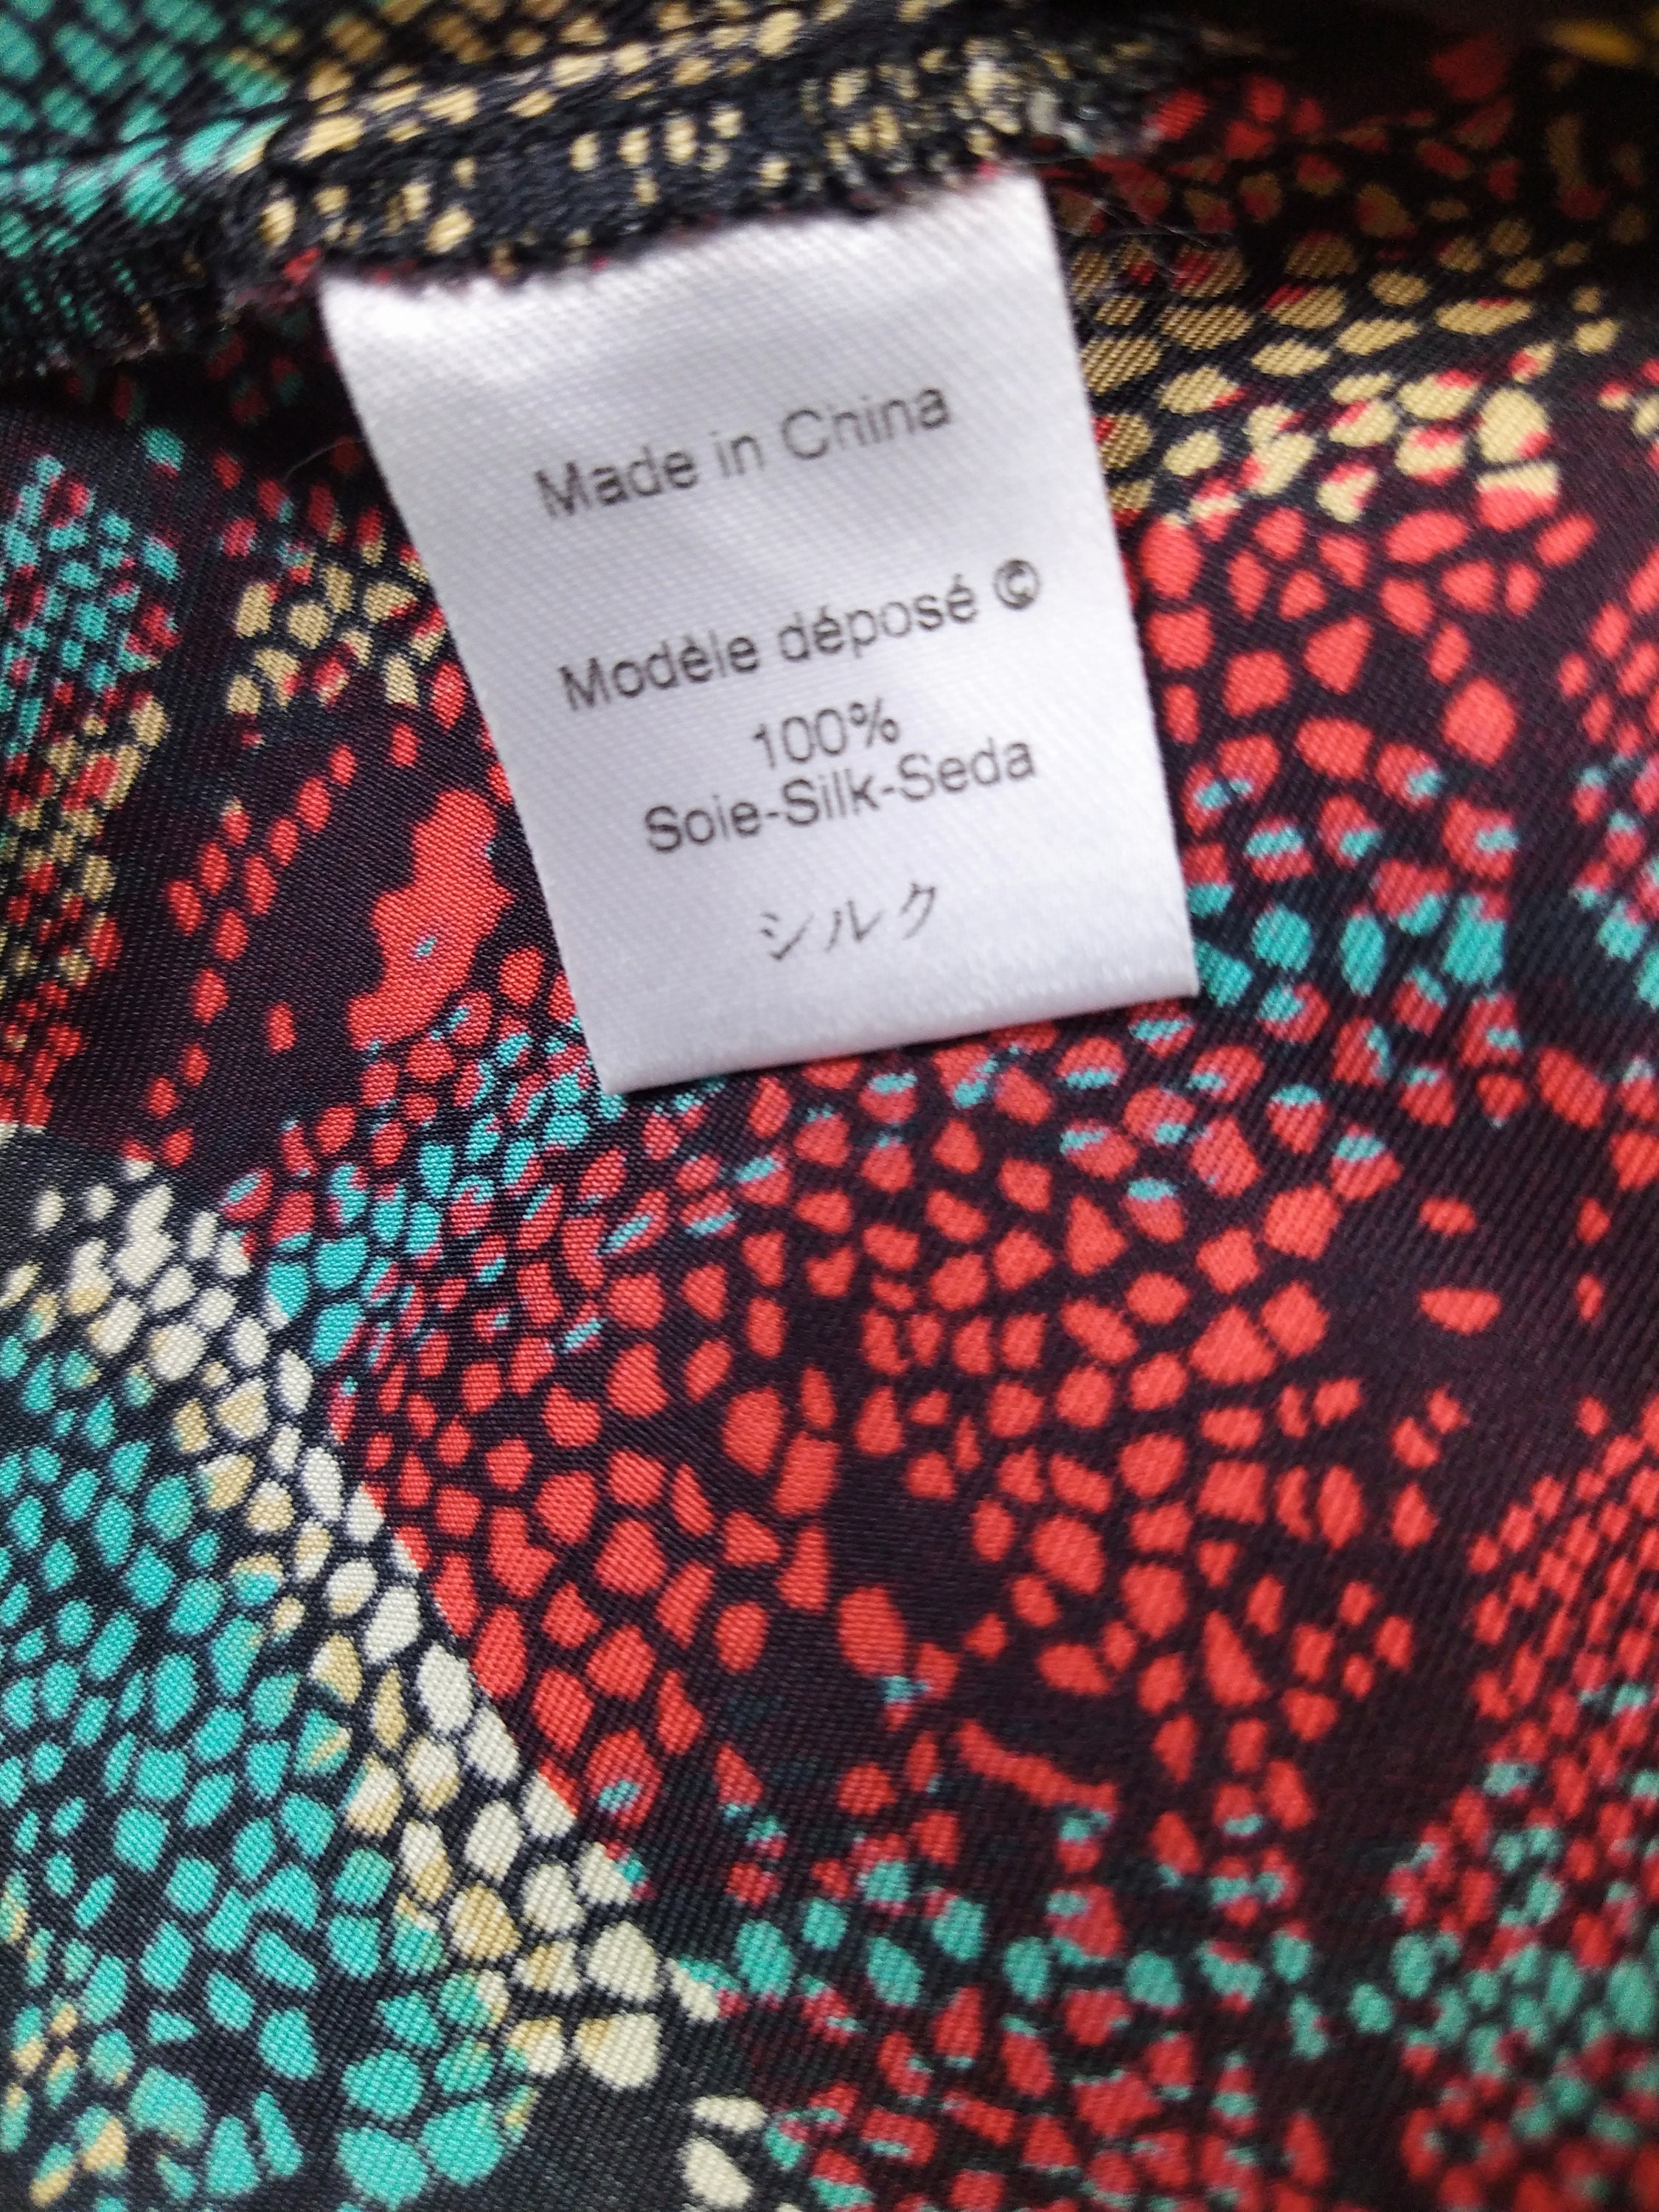 Made in China
Modèle déposé ©
100%
Soie-Silk-Seda
シルク